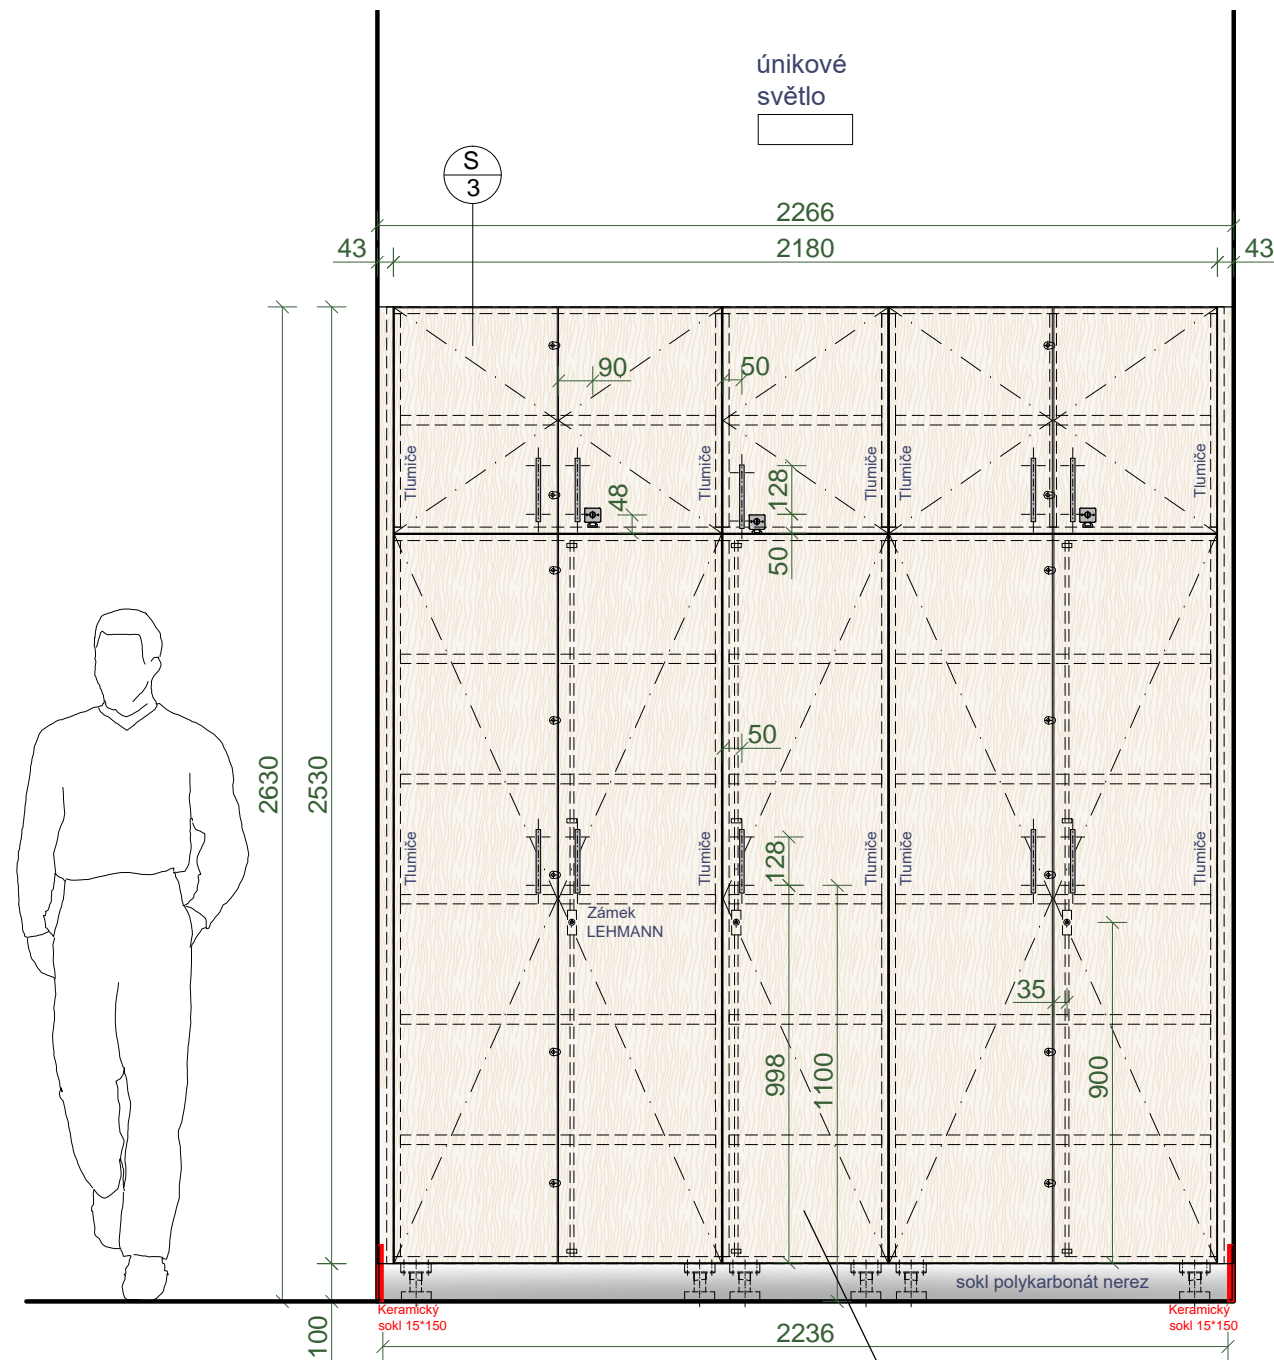 únikové
světlo
S
3
2266
43
2180
43
90
50
Tlumiče
Tlumiče
Tlumiče
Tlumiče
Tlumiče
48
128
50
2630
2530
50
Tlumiče
Tlumiče
Tlumiče
Tlumiče
Tlumiče
128
Zámek
LEHMANN
35
998
1100
900
sokl polykarbonát nerez
Keramický
sokl 15*150
Keramický
sokl 15*150
100
2236